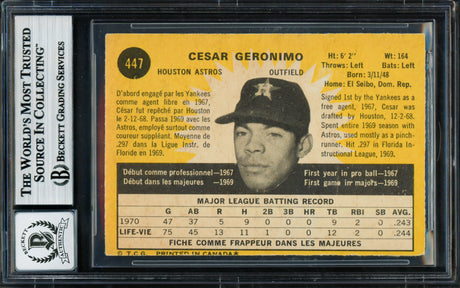 THE WORLD'S MOST TRUSTED
SOURCE IN COLLECTING™
BECKETT GRADING SERVICES
BECKETT
AUTHENTICATED
447
CESAR GERONIMO
HOUSTON ASTROS OUTFIELD
Ht: 6' 2" Wt: 164
Throws: Left Bats: Left
Born: 3/11/48
Home: El Seibo, Dom. Rep.
D'abord engagé par les Yankees
comme agent libre en 1967,
César fut repêché par Houston le
12-2-68. Passa 1969 avec les
Astros, employé surtout comme
coureur suppléant. Moyenne de
.297 dans la Ligue Instr. de
Floride en 1969.
Signed 1st by the Yankees as a
free agent, 1967, Cesar was
drafted by Houston, 12-2-68.
Spent entire 1969 season with
Astros, used mostly as a pinch-
runner. Hit .297 in Florida In-
structional League, 1969.
Début comme professionnel—1967
Début dans les majeures —1969
First year in pro ball—1967
First game in majors—1969
MAJOR LEAGUE BATTING RECORD
G AB R H 2B 3B HR TB RBI SB AVG.
1970 47 37 5 9 0 0 0 9 2 0 .243
LIFE-VIE 75 45 13 11 1 0 0 12 2 0 .244
FICHE COMME FRAPPEUR DANS LES MAJEURES
© T.C.G. PRINTED IN CANADA